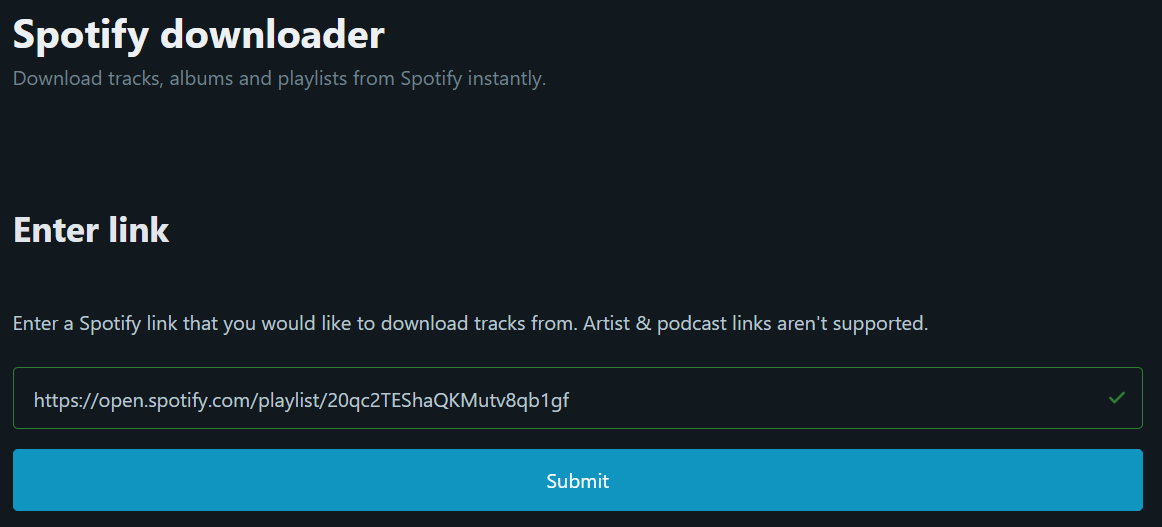 Spotify downloader
Download tracks, albums and playlists from Spotify instantly.
Enter link
Enter a Spotify link that you would like to download tracks from. Artist & podcast links aren't supported.
https://open.spotify.com/playlist/20qc2TEShaQKMutv8qb1gf
Submit